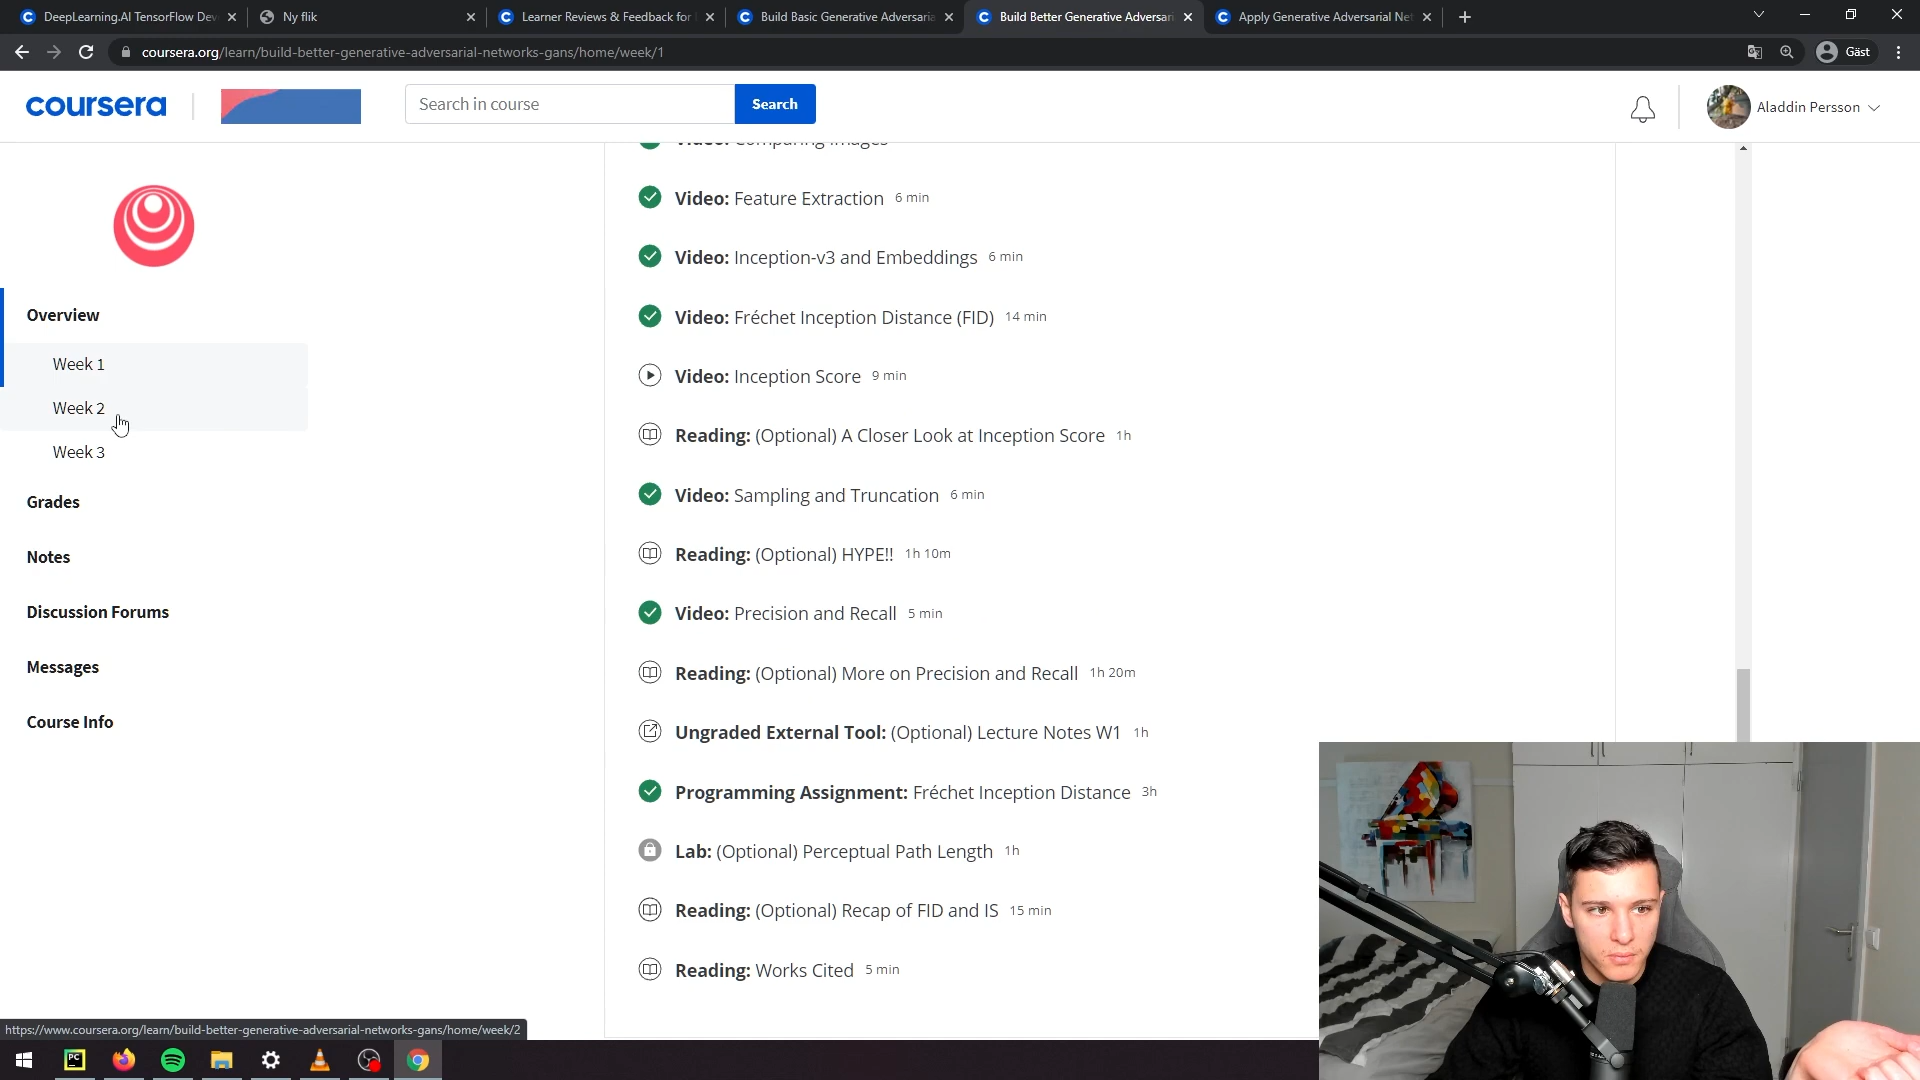 DeepLearning.AI TensorFlow Dev
Ny flik
Learner Reviews & Feedback for
Build Basic Generative Adversaria
Build Better Generative Adversari
Apply Generative Adversarial Net
coursera.org/learn/build-better-generative-adversarial-networks-gans/home/week/1
Gäst
coursera
Search in course
Search
Aladdin Persson
Overview
Week 1
Week 2
Week 3
Grades
Notes
Discussion Forums
Messages
Course Info
Video: Comparing Images
Video: Feature Extraction 6 min
Video: Inception-v3 and Embeddings 6 min
Video: Fréchet Inception Distance (FID) 14 min
Video: Inception Score 9 min
Reading: (Optional) A Closer Look at Inception Score 1h
Video: Sampling and Truncation 6 min
Reading: (Optional) HYPE!! 1h 10m
Video: Precision and Recall 5 min
Reading: (Optional) More on Precision and Recall 1h 20m
Ungraded External Tool: (Optional) Lecture Notes W1 1h
Programming Assignment: Fréchet Inception Distance 3h
Lab: (Optional) Perceptual Path Length 1h
Reading: (Optional) Recap of FID and IS 15 min
Reading: Works Cited 5 min
https://www.coursera.org/learn/build-better-generative-adversarial-networks-gans/home/week/2
PC